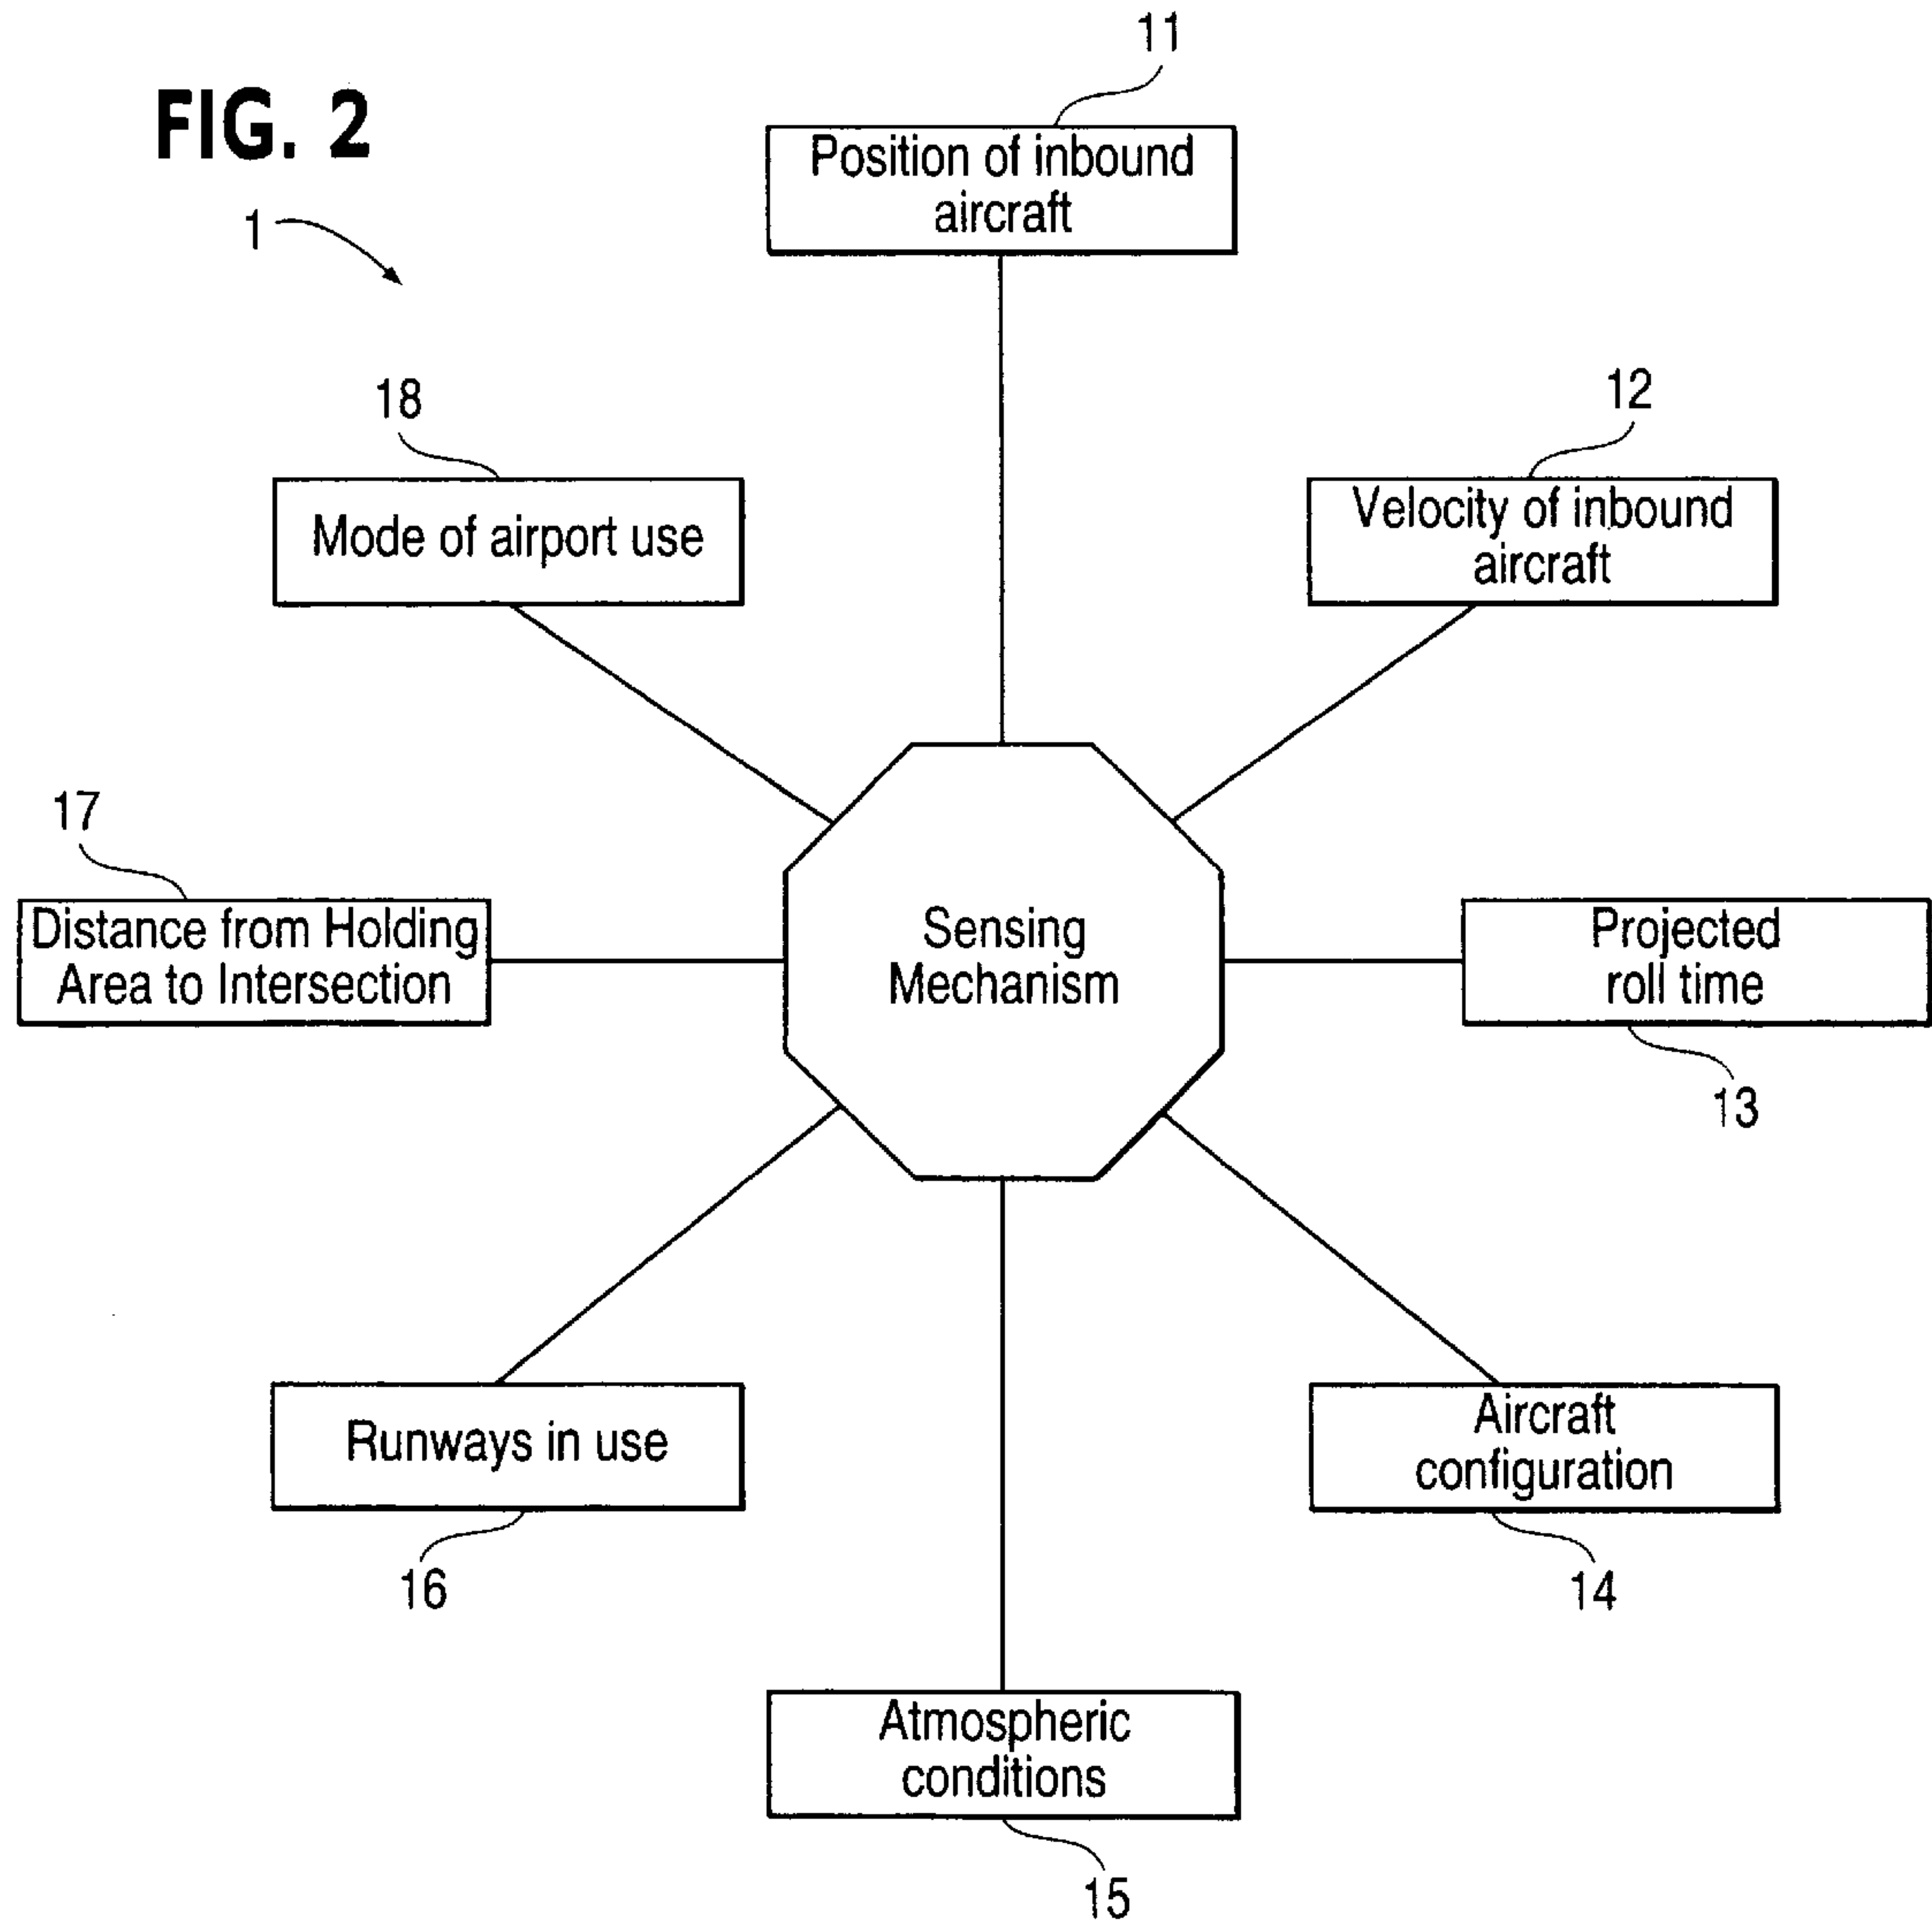 FIG. 2
1
11
Position of inbound
aircraft
18
Mode of airport use
12
Velocity of inbound
aircraft
17
Distance from Holding
Area to Intersection
Sensing
Mechanism
Projected
roll time
13
Runways in use
16
Aircraft
configuration
14
Atmospheric
conditions
15